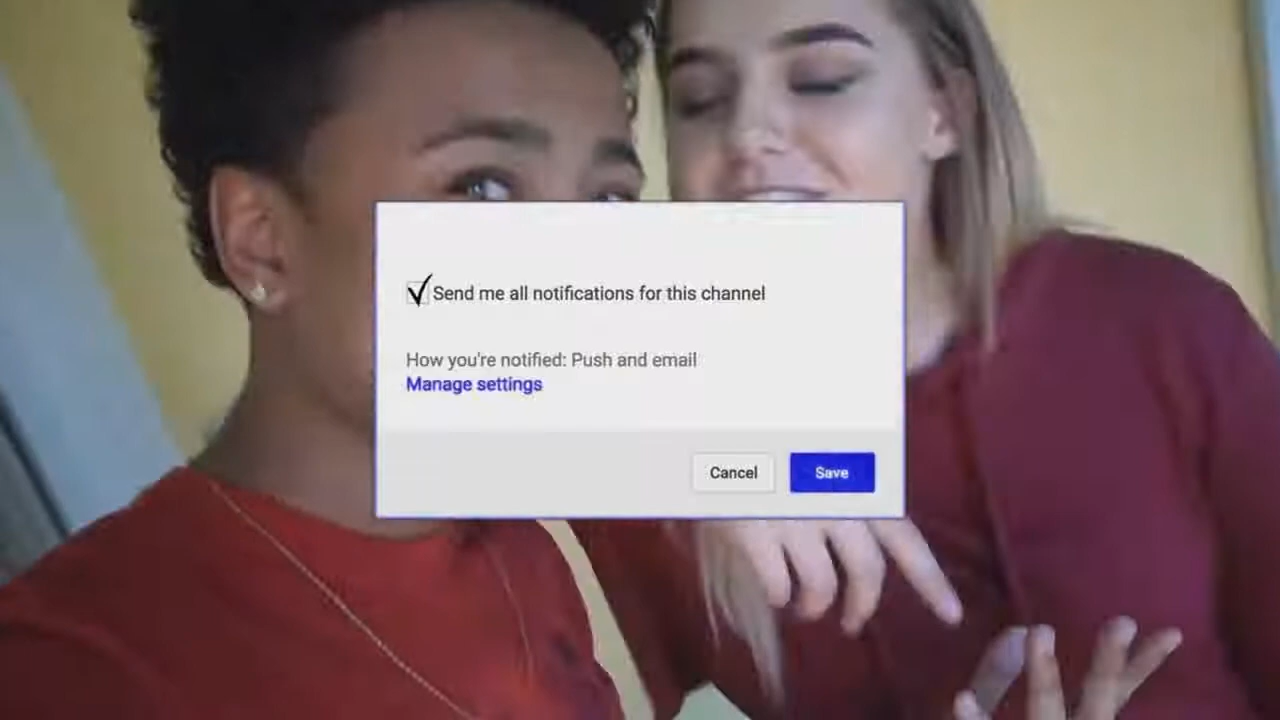 Send me all notifications for this channel
How you're notified: Push and email
Manage settings
Cancel
Save